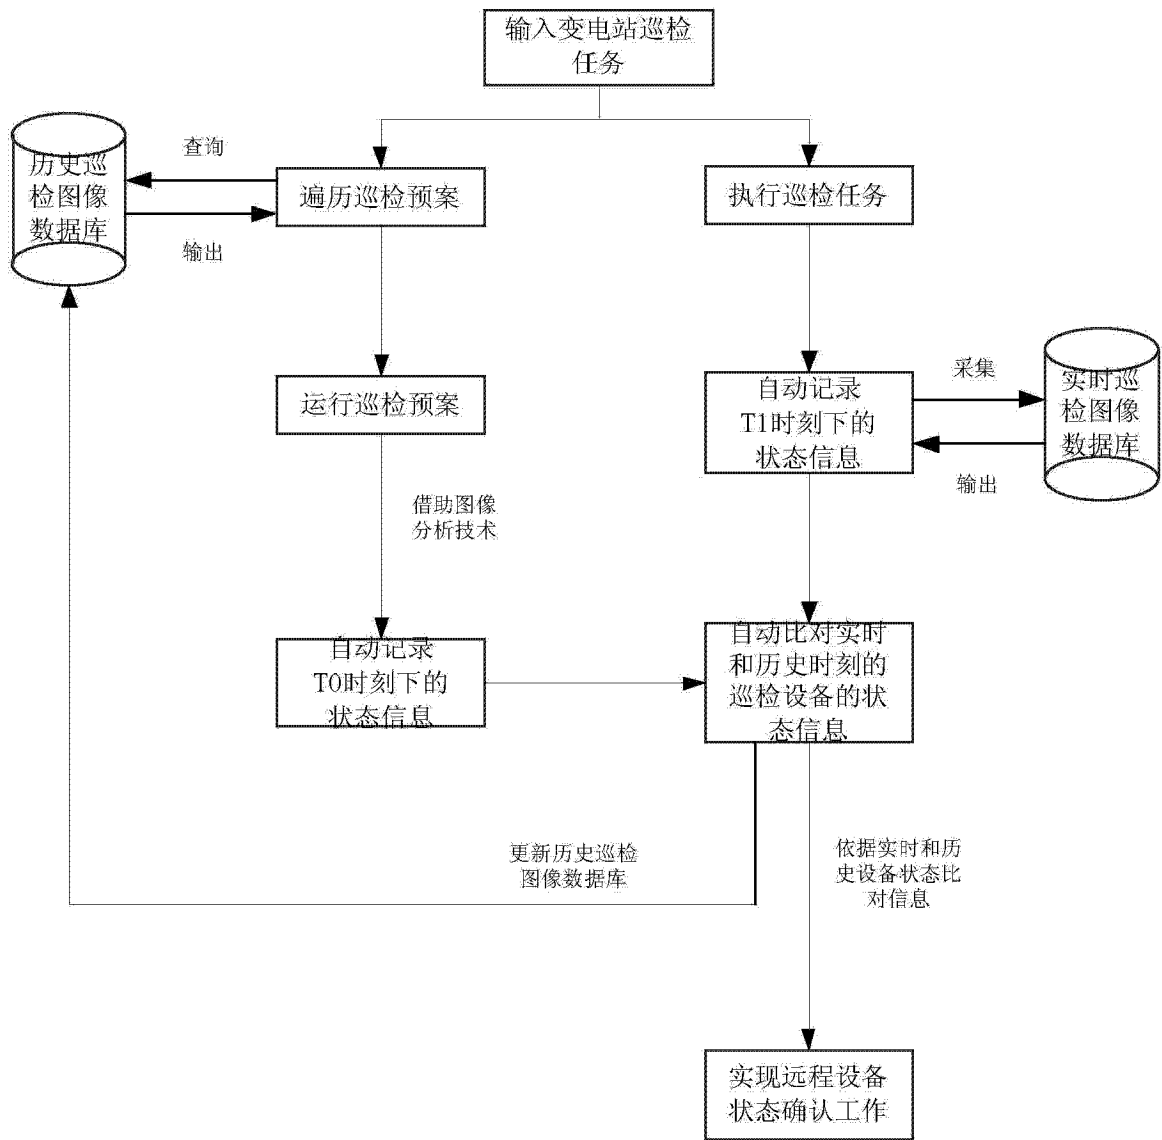 输入变电站巡检
任务
历史巡
检图像
数据库
查询
输出
遍历巡检预案
执行巡检任务
运行巡检预案
自动记录
T1时刻下的
状态信息
采集
输出
实时巡
检图像
数据库
借助图像
分析技术
自动记录
T0时刻下的
状态信息
自动比对实时
和历史时刻的
巡检设备的状
态信息
更新历史巡检
图像数据库
依据实时和历
史设备状态比
对信息
实现远程设备
状态确认工作